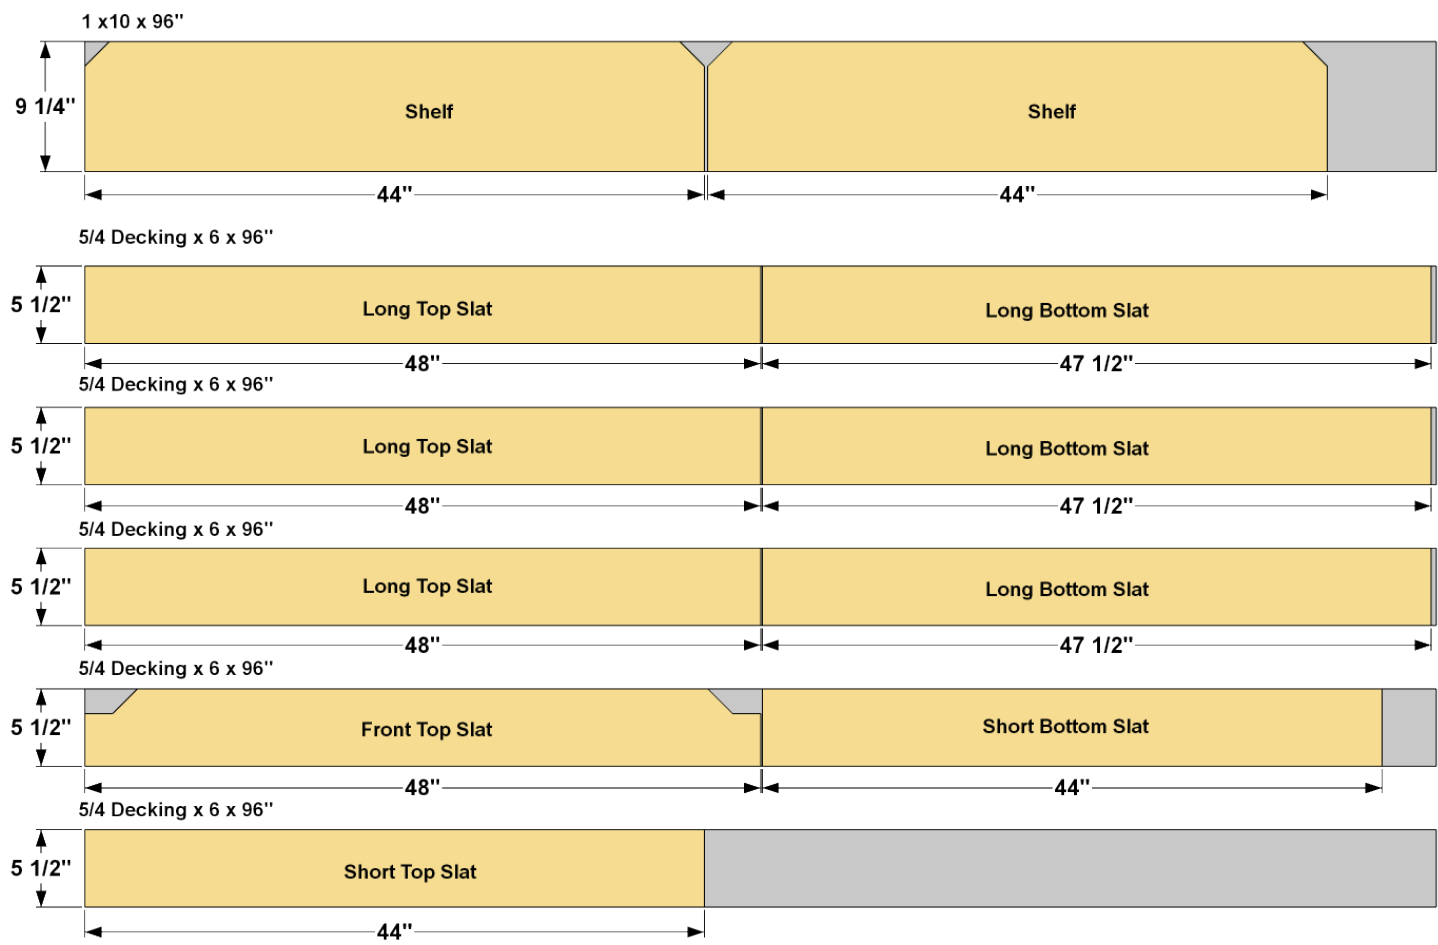 1 x10 x 96"
9 1/4"
Shelf
Shelf
44"
44"
5/4 Decking x 6 x 96"
5 1/2"
Long Top Slat
Long Bottom Slat
48"
47 1/2"
5/4 Decking x 6 x 96"
5 1/2"
Long Top Slat
Long Bottom Slat
48"
47 1/2"
5/4 Decking x 6 x 96"
5 1/2"
Long Top Slat
Long Bottom Slat
48"
47 1/2"
5/4 Decking x 6 x 96"
5 1/2"
Front Top Slat
Short Bottom Slat
48"
44"
5/4 Decking x 6 x 96"
5 1/2"
Short Top Slat
44"